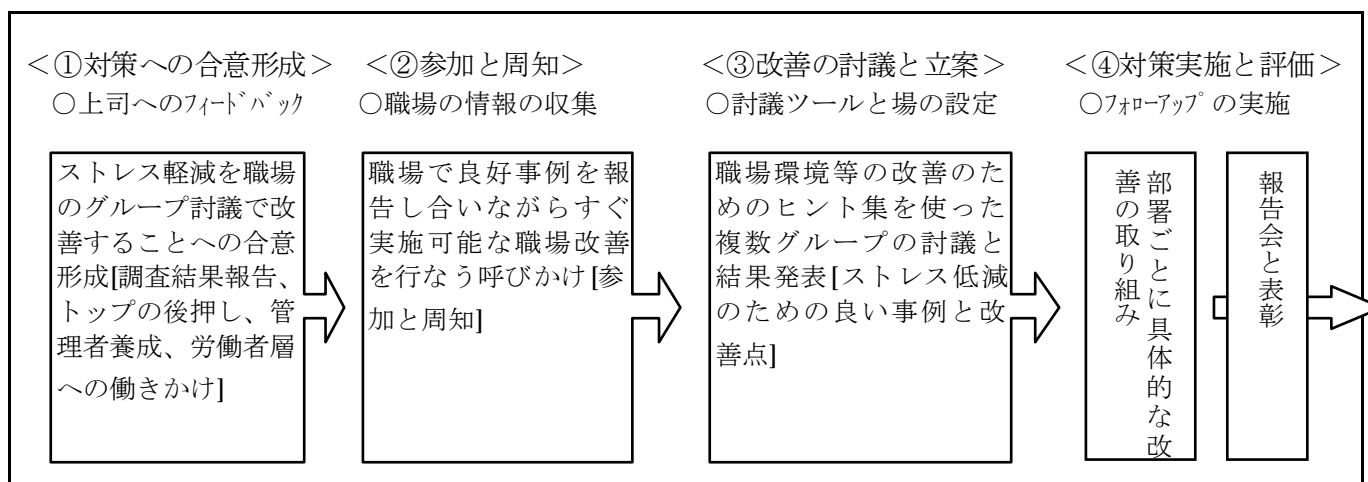 ＜①対策への合意形成＞
○上司へのﾌｨｰﾄﾞﾊﾞｯｸ
ストレス軽減を職場
のグループ討議で改
善することへの合意
形成[調査結果報告、
トップの後押し、管
理者養成、労働者層
への働きかけ]
＜②参加と周知＞
○職場の情報の収集
職場で良好事例を報
告し合いながらすぐ
実施可能な職場改善
を行なう呼びかけ[参
加と周知]
＜③改善の討議と立案＞
○討議ツールと場の設定
職場環境等の改善のた
めのヒント集を使った
複数グループの討議と
結果発表[ストレス低減
のための良い事例と改
善点]
＜④対策実施と評価＞
○ﾌｫﾛｰｱｯﾌﾟの実施
部署ごとに具体的な改
善の取り組み
報告会と表彰